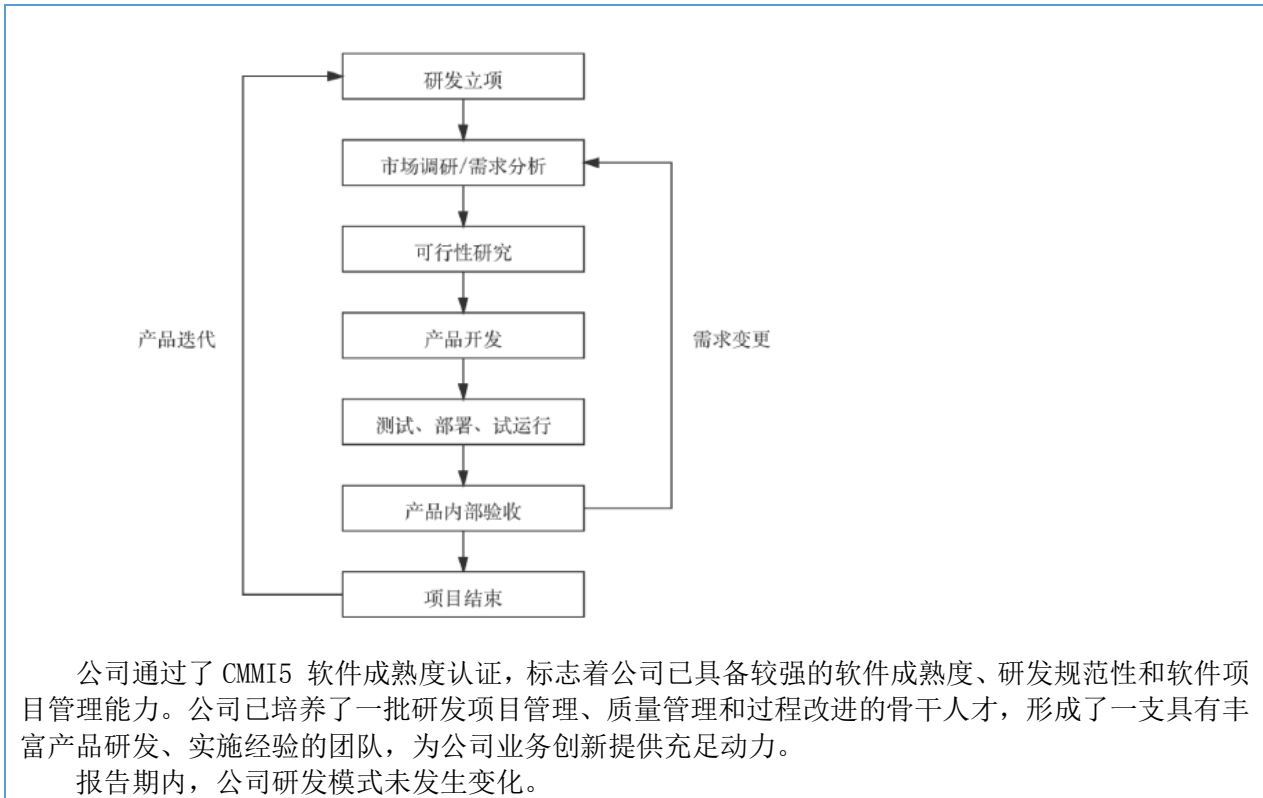 研发立项
市场调研/需求分析
可行性研究
产品迭代
产品开发
需求变更
测试、部署、试运行
产品内部验收
项目结束
公司通过了 CMMI5 软件成熟度认证，标志着公司已具备较强的软件成熟度、研发规范性和软件项
目管理能力。公司已培养了一批研发项目管理、质量管理和过程改进的骨干人才，形成了一支具有丰
富产品研发、实施经验的团队，为公司业务创新提供充足动力。
报告期内，公司研发模式未发生变化。